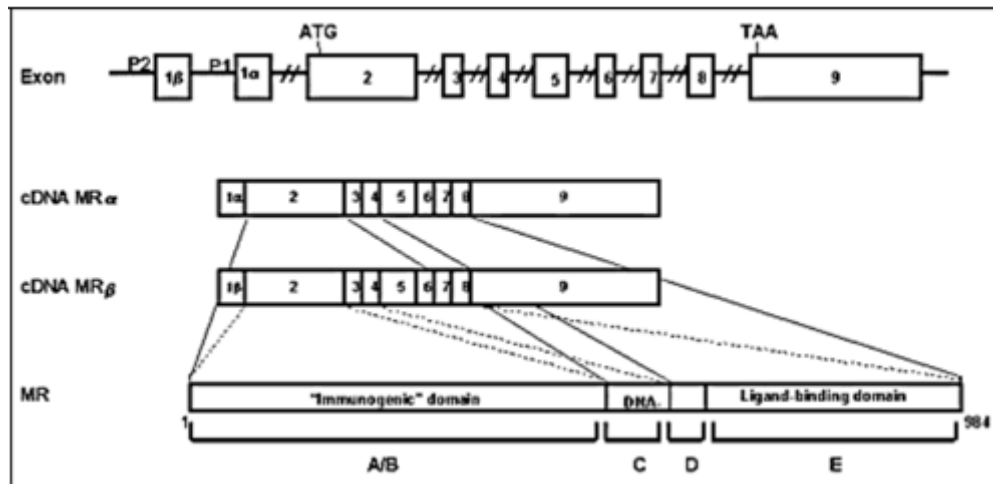 ATG TAA
P2 1β P1 1α 2 3 4 5 6 7 8 9
Exon
cDNA MRα 1α 2 3 4 5 6 7 8 9
cDNA MRβ 1β 2 3 4 5 6 7 8 9
MR "Immunogenic" domain DNA. Ligand-binding domain
1 984
A/B C D E